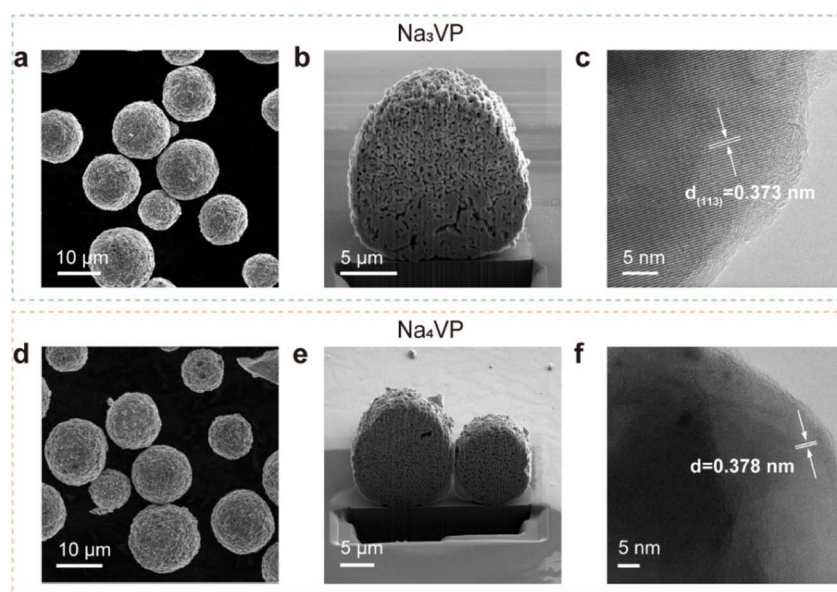 Na₃VP
a
b
c
10 µm
5 µm
d₍₁₁₃₎=0.373 nm
5 nm
Na₄VP
d
e
f
10 µm
5 µm
d=0.378 nm
5 nm